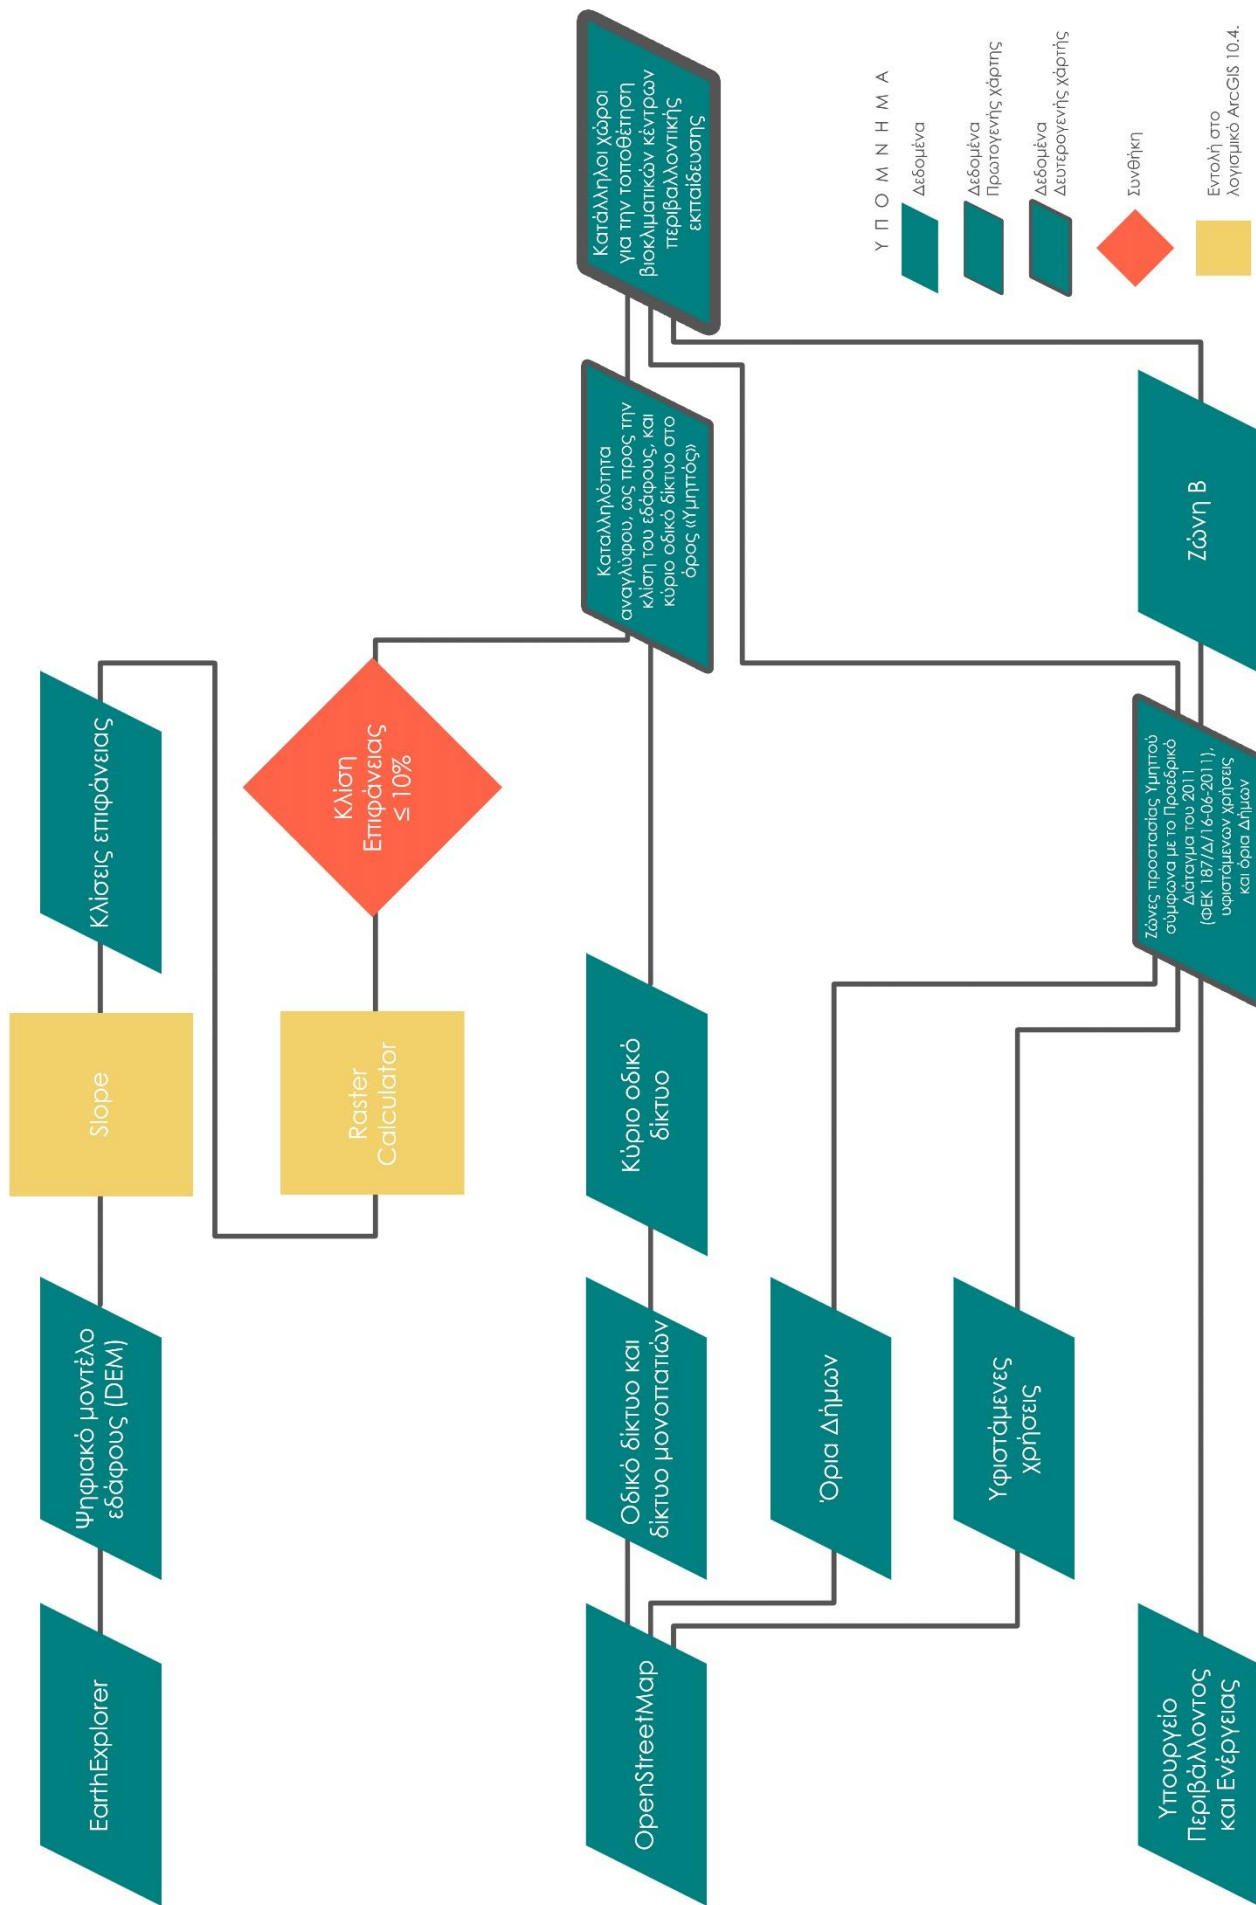 EarthExplorer
Ψηφιακό μοντέλο
εδάφους (DEM)
Slope
Κλίσεις επιφάνειας
Raster
Calculator
Κλίση
Επιφάνειας
≤ 10%
OpenStreetMap
Οδικό δίκτυο και
δίκτυο μονοπατιών
Κύριο οδικό
δίκτυο
Καταλληλότητα
αναγλύφου, ως προς την
κλίση του εδάφους, και
κύριο οδικό δίκτυο στο
όρος «Υμηττός»
Κατάλληλοι χώροι
για την τοποθέτηση
βιοκλιματικών κέντρων
περιβαλλοντικής
εκπαίδευσης
Όρια Δήμων
Υφιστάμενες
χρήσεις
Υπουργείο
Περιβάλλοντος
και Ενέργειας
Ζώνες προστασίας Υμηττού
σύμφωνα με το Προεδρικό
Διάταγμα του 2011
(ΦΕΚ 187/Δ/16-06-2011),
υφιστάμενων χρήσεις
και όρια Δήμων
Ζώνη Β
ΥΠΟΜΝΗΜΑ
Δεδομένα
Δεδομένα
Πρωτογενής χάρτης
Δεδομένα
Δευτερογενής χάρτής
Συνθήκη
Εντολή στο
λογισμικό ArcGIS 10.4.